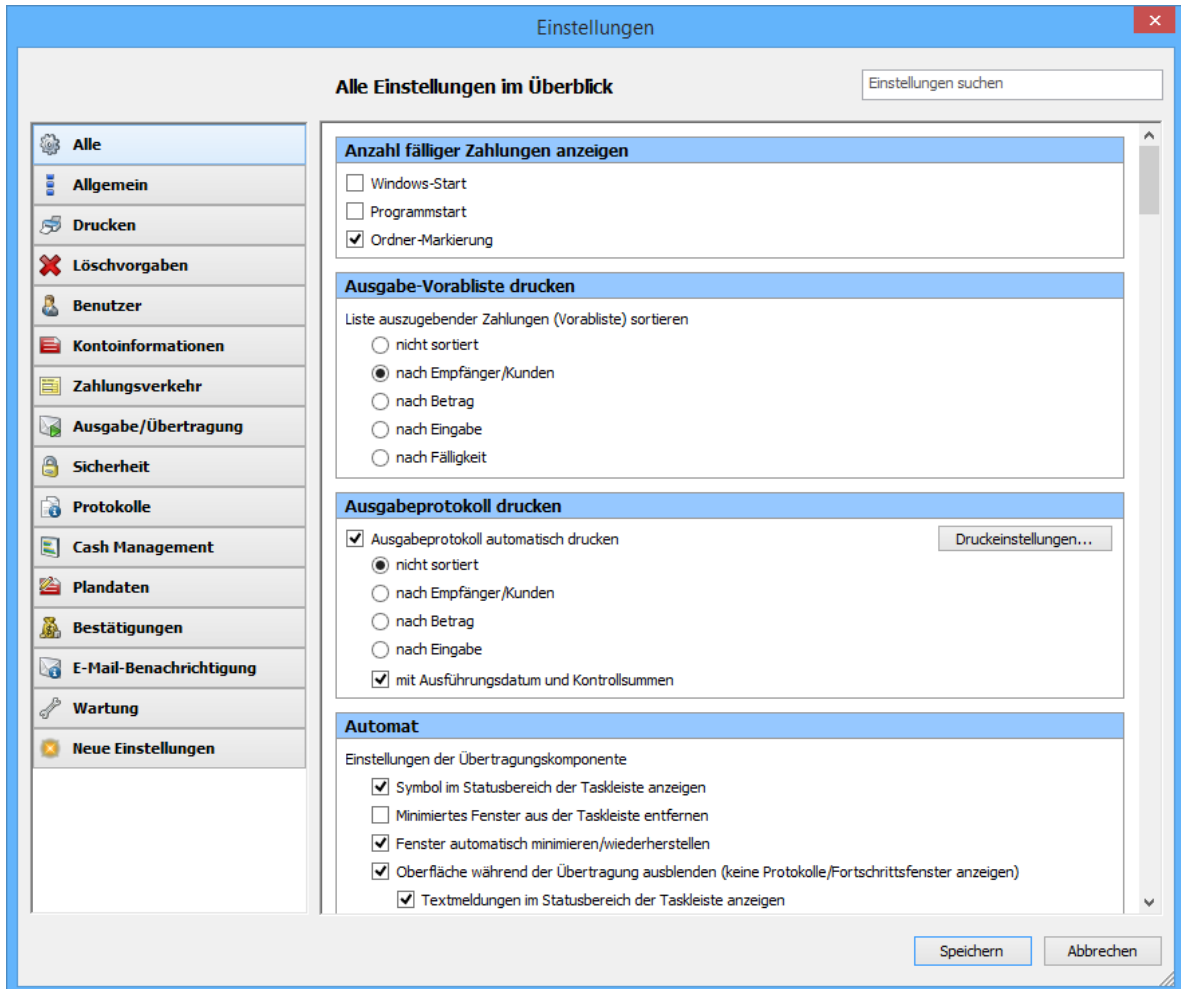 Einstellungen
Alle Einstellungen im Überblick
Einstellungen suchen
Alle
Allgemein
Drucken
Löschvorgaben
Benutzer
Kontoinformationen
Zahlungsverkehr
Ausgabe/Übertragung
Sicherheit
Protokolle
Cash Management
Plandaten
Bestätigungen
E-Mail-Benachrichtigung
Wartung
Neue Einstellungen
Anzahl fälliger Zahlungen anzeigen
Windows-Start
Programmstart
Ordner-Markierung
Ausgabe-Vorabliste drucken
Liste auszugebender Zahlungen (Vorabliste) sortieren
nicht sortiert
nach Empfänger/Kunden
nach Betrag
nach Eingabe
nach Fälligkeit
Ausgabeprotokoll drucken
Ausgabeprotokoll automatisch drucken
Druckeinstellungen...
nicht sortiert
nach Empfänger/Kunden
nach Betrag
nach Eingabe
mit Ausführungsdatum und Kontrollsummen
Automat
Einstellungen der Übertragungskomponente
Symbol im Statusbereich der Taskleiste anzeigen
Minimiertes Fenster aus der Taskleiste entfernen
Fenster automatisch minimieren/wiederherstellen
Oberfläche während der Übertragung ausblenden (keine Protokolle/Fortschrittsfenster anzeigen)
Textmeldungen im Statusbereich der Taskleiste anzeigen
Speichern
Abbrechen